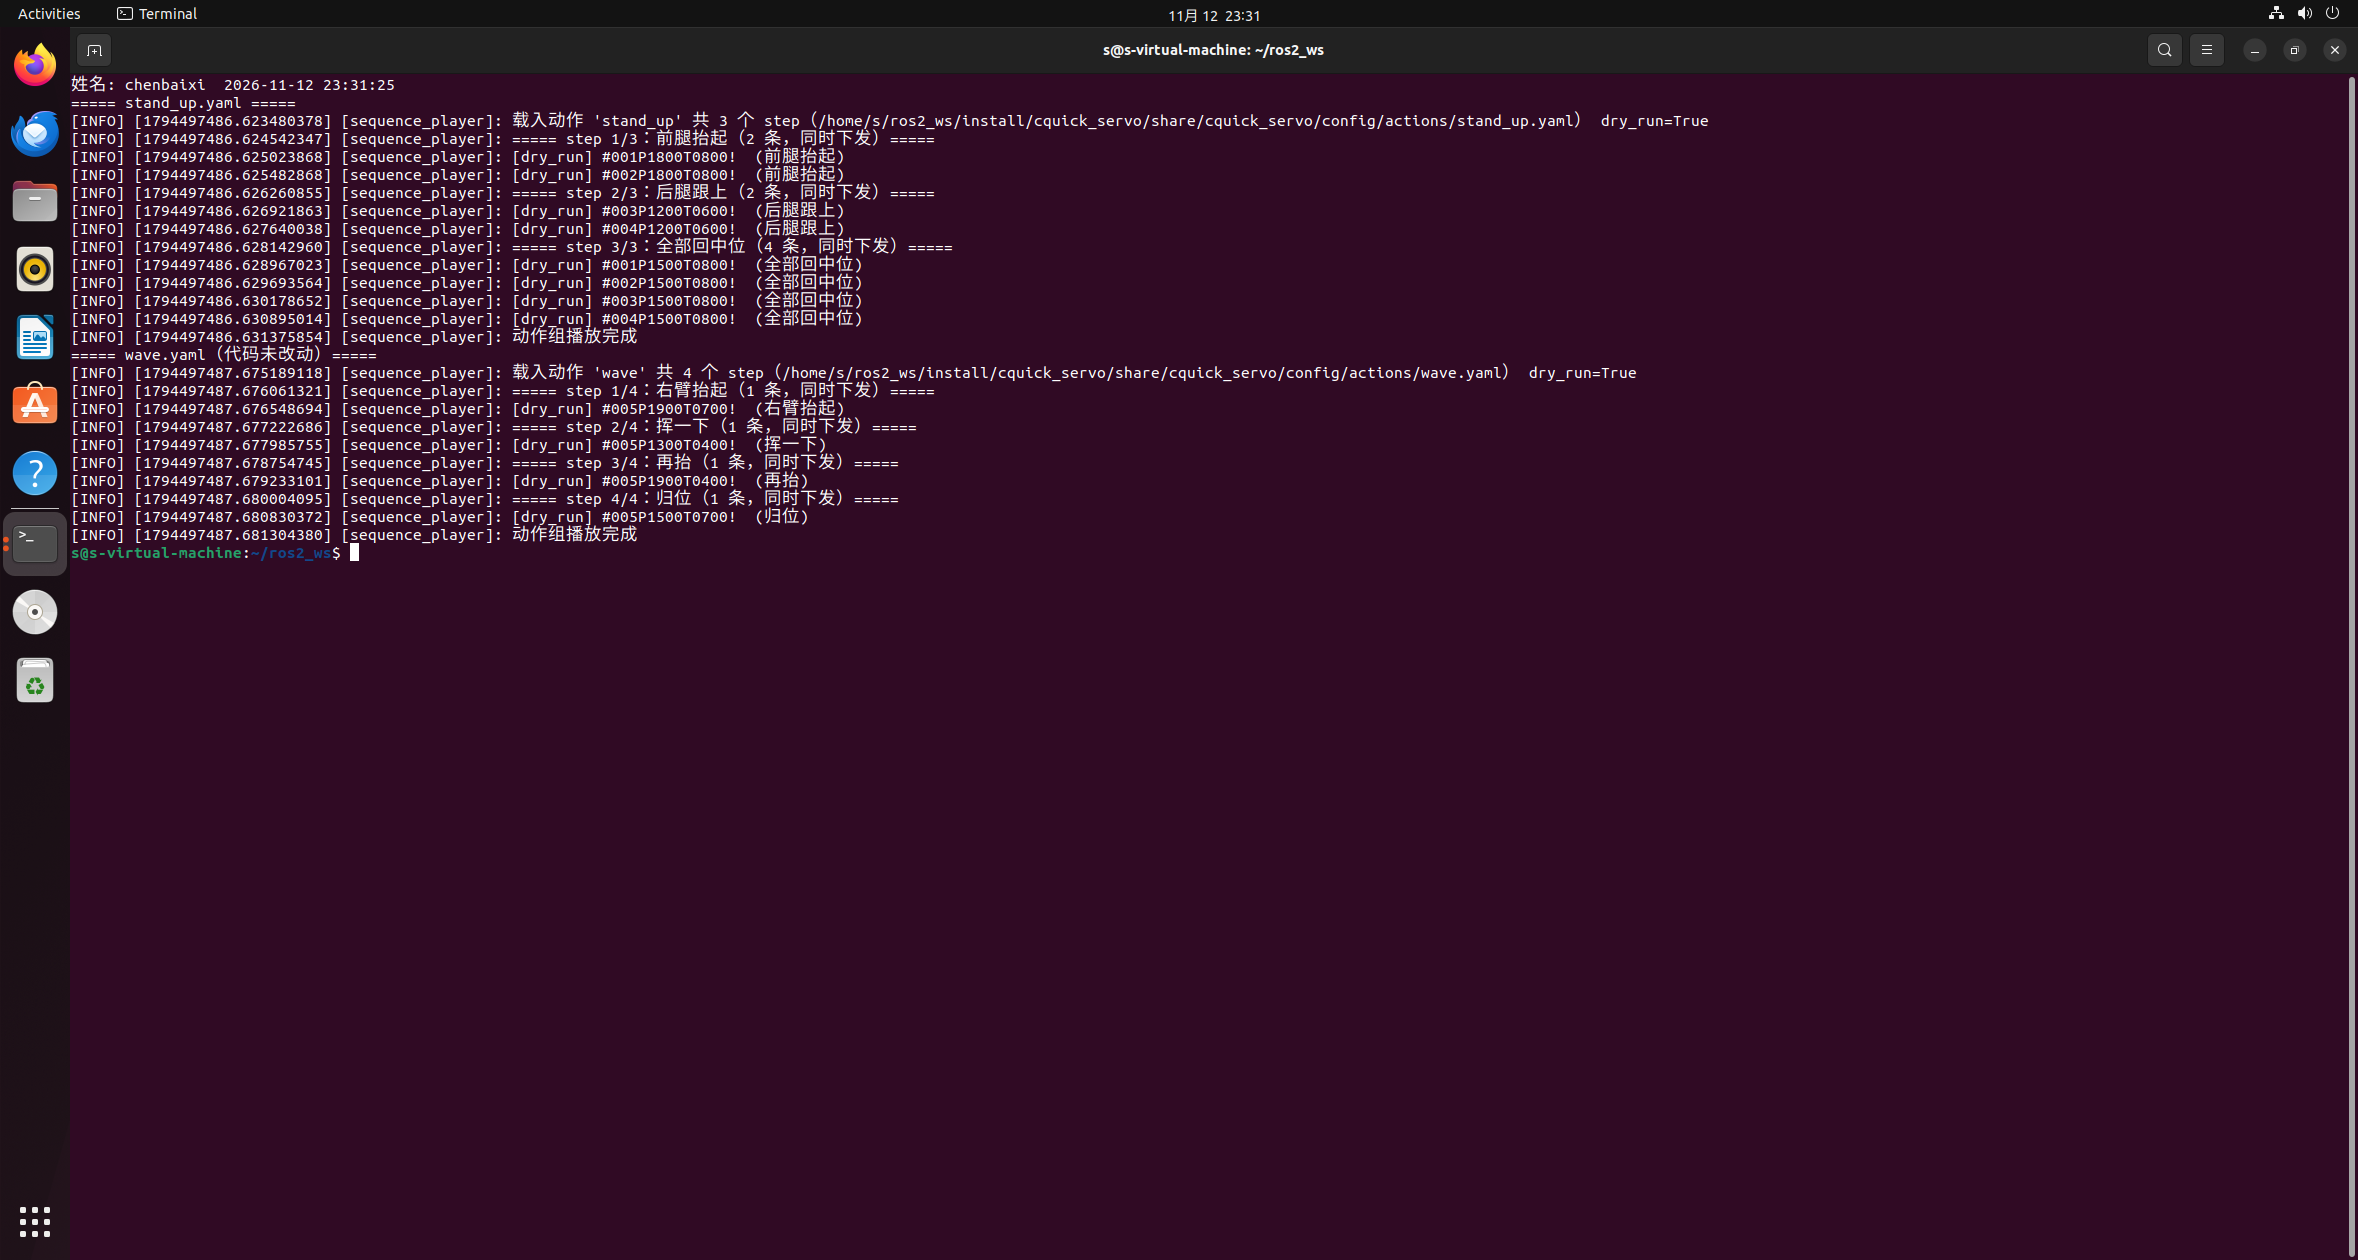 Activities Terminal 11月 12 23:31
s@s-virtual-machine: ~/ros2_ws
姓名: chenbaixi  2026-11-12 23:31:25
===== stand_up.yaml =====
[INFO] [1794497486.623480378] [sequence_player]: 载入动作 'stand_up' 共 3 个 step（/home/s/ros2_ws/install/cquick_servo/share/cquick_servo/config/actions/stand_up.yaml） dry_run=True
[INFO] [1794497486.624542347] [sequence_player]: ===== step 1/3：前腿抬起（2 条，同时下发）=====
[INFO] [1794497486.625023868] [sequence_player]: [dry_run] #001P1800T0800!  (前腿抬起)
[INFO] [1794497486.625482868] [sequence_player]: [dry_run] #002P1800T0800!  (前腿抬起)
[INFO] [1794497486.626260855] [sequence_player]: ===== step 2/3：后腿跟上（2 条，同时下发）=====
[INFO] [1794497486.626921863] [sequence_player]: [dry_run] #003P1200T0600!  (后腿跟上)
[INFO] [1794497486.627640038] [sequence_player]: [dry_run] #004P1200T0600!  (后腿跟上)
[INFO] [1794497486.628142960] [sequence_player]: ===== step 3/3：全部回中位（4 条，同时下发）=====
[INFO] [1794497486.628967023] [sequence_player]: [dry_run] #001P1500T0800!  (全部回中位)
[INFO] [1794497486.629693564] [sequence_player]: [dry_run] #002P1500T0800!  (全部回中位)
[INFO] [1794497486.630178652] [sequence_player]: [dry_run] #003P1500T0800!  (全部回中位)
[INFO] [1794497486.630895014] [sequence_player]: [dry_run] #004P1500T0800!  (全部回中位)
[INFO] [1794497486.631375854] [sequence_player]: 动作组播放完成
===== wave.yaml（代码未改动）=====
[INFO] [1794497487.675189118] [sequence_player]: 载入动作 'wave' 共 4 个 step（/home/s/ros2_ws/install/cquick_servo/share/cquick_servo/config/actions/wave.yaml） dry_run=True
[INFO] [1794497487.676061321] [sequence_player]: ===== step 1/4：右臂抬起（1 条，同时下发）=====
[INFO] [1794497487.676548694] [sequence_player]: [dry_run] #005P1900T0700!  (右臂抬起)
[INFO] [1794497487.677222686] [sequence_player]: ===== step 2/4：挥一下（1 条，同时下发）=====
[INFO] [1794497487.677985755] [sequence_player]: [dry_run] #005P1300T0400!  (挥一下)
[INFO] [1794497487.678754745] [sequence_player]: ===== step 3/4：再抬（1 条，同时下发）=====
[INFO] [1794497487.679233101] [sequence_player]: [dry_run] #005P1900T0400!  (再抬)
[INFO] [1794497487.680004095] [sequence_player]: ===== step 4/4：归位（1 条，同时下发）=====
[INFO] [1794497487.680830372] [sequence_player]: [dry_run] #005P1500T0700!  (归位)
[INFO] [1794497487.681304380] [sequence_player]: 动作组播放完成
s@s-virtual-machine:~/ros2_ws$